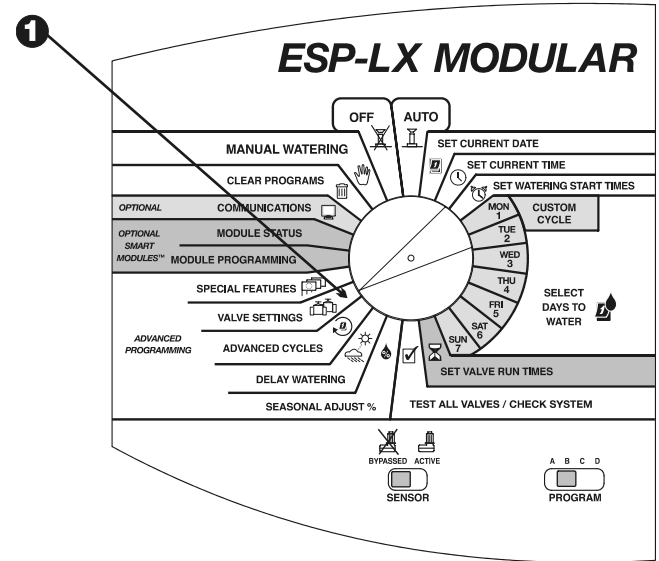 1
ESP-LX MODULAR
OFF
AUTO
MANUAL WATERING
CLEAR PROGRAMS
OPTIONAL
COMMUNICATIONS
OPTIONAL
SMART
MODULES™
MODULE STATUS
MODULE PROGRAMMING
SPECIAL FEATURES
VALVE SETTINGS
ADVANCED
PROGRAMMING
ADVANCED CYCLES
DELAY WATERING
SEASONAL ADJUST %
%
SET CURRENT DATE
1
SET CURRENT TIME
SET WATERING START TIMES
MON
1
CUSTOM
CYCLE
TUE
2
WED
3
THU
4
FRI
5
SAT
6
SUN
7
SELECT
DAYS TO
WATER
1
SET VALVE RUN TIMES
TEST ALL VALVES / CHECK SYSTEM
BYPASSED ACTIVE
SENSOR
A B C D
PROGRAM